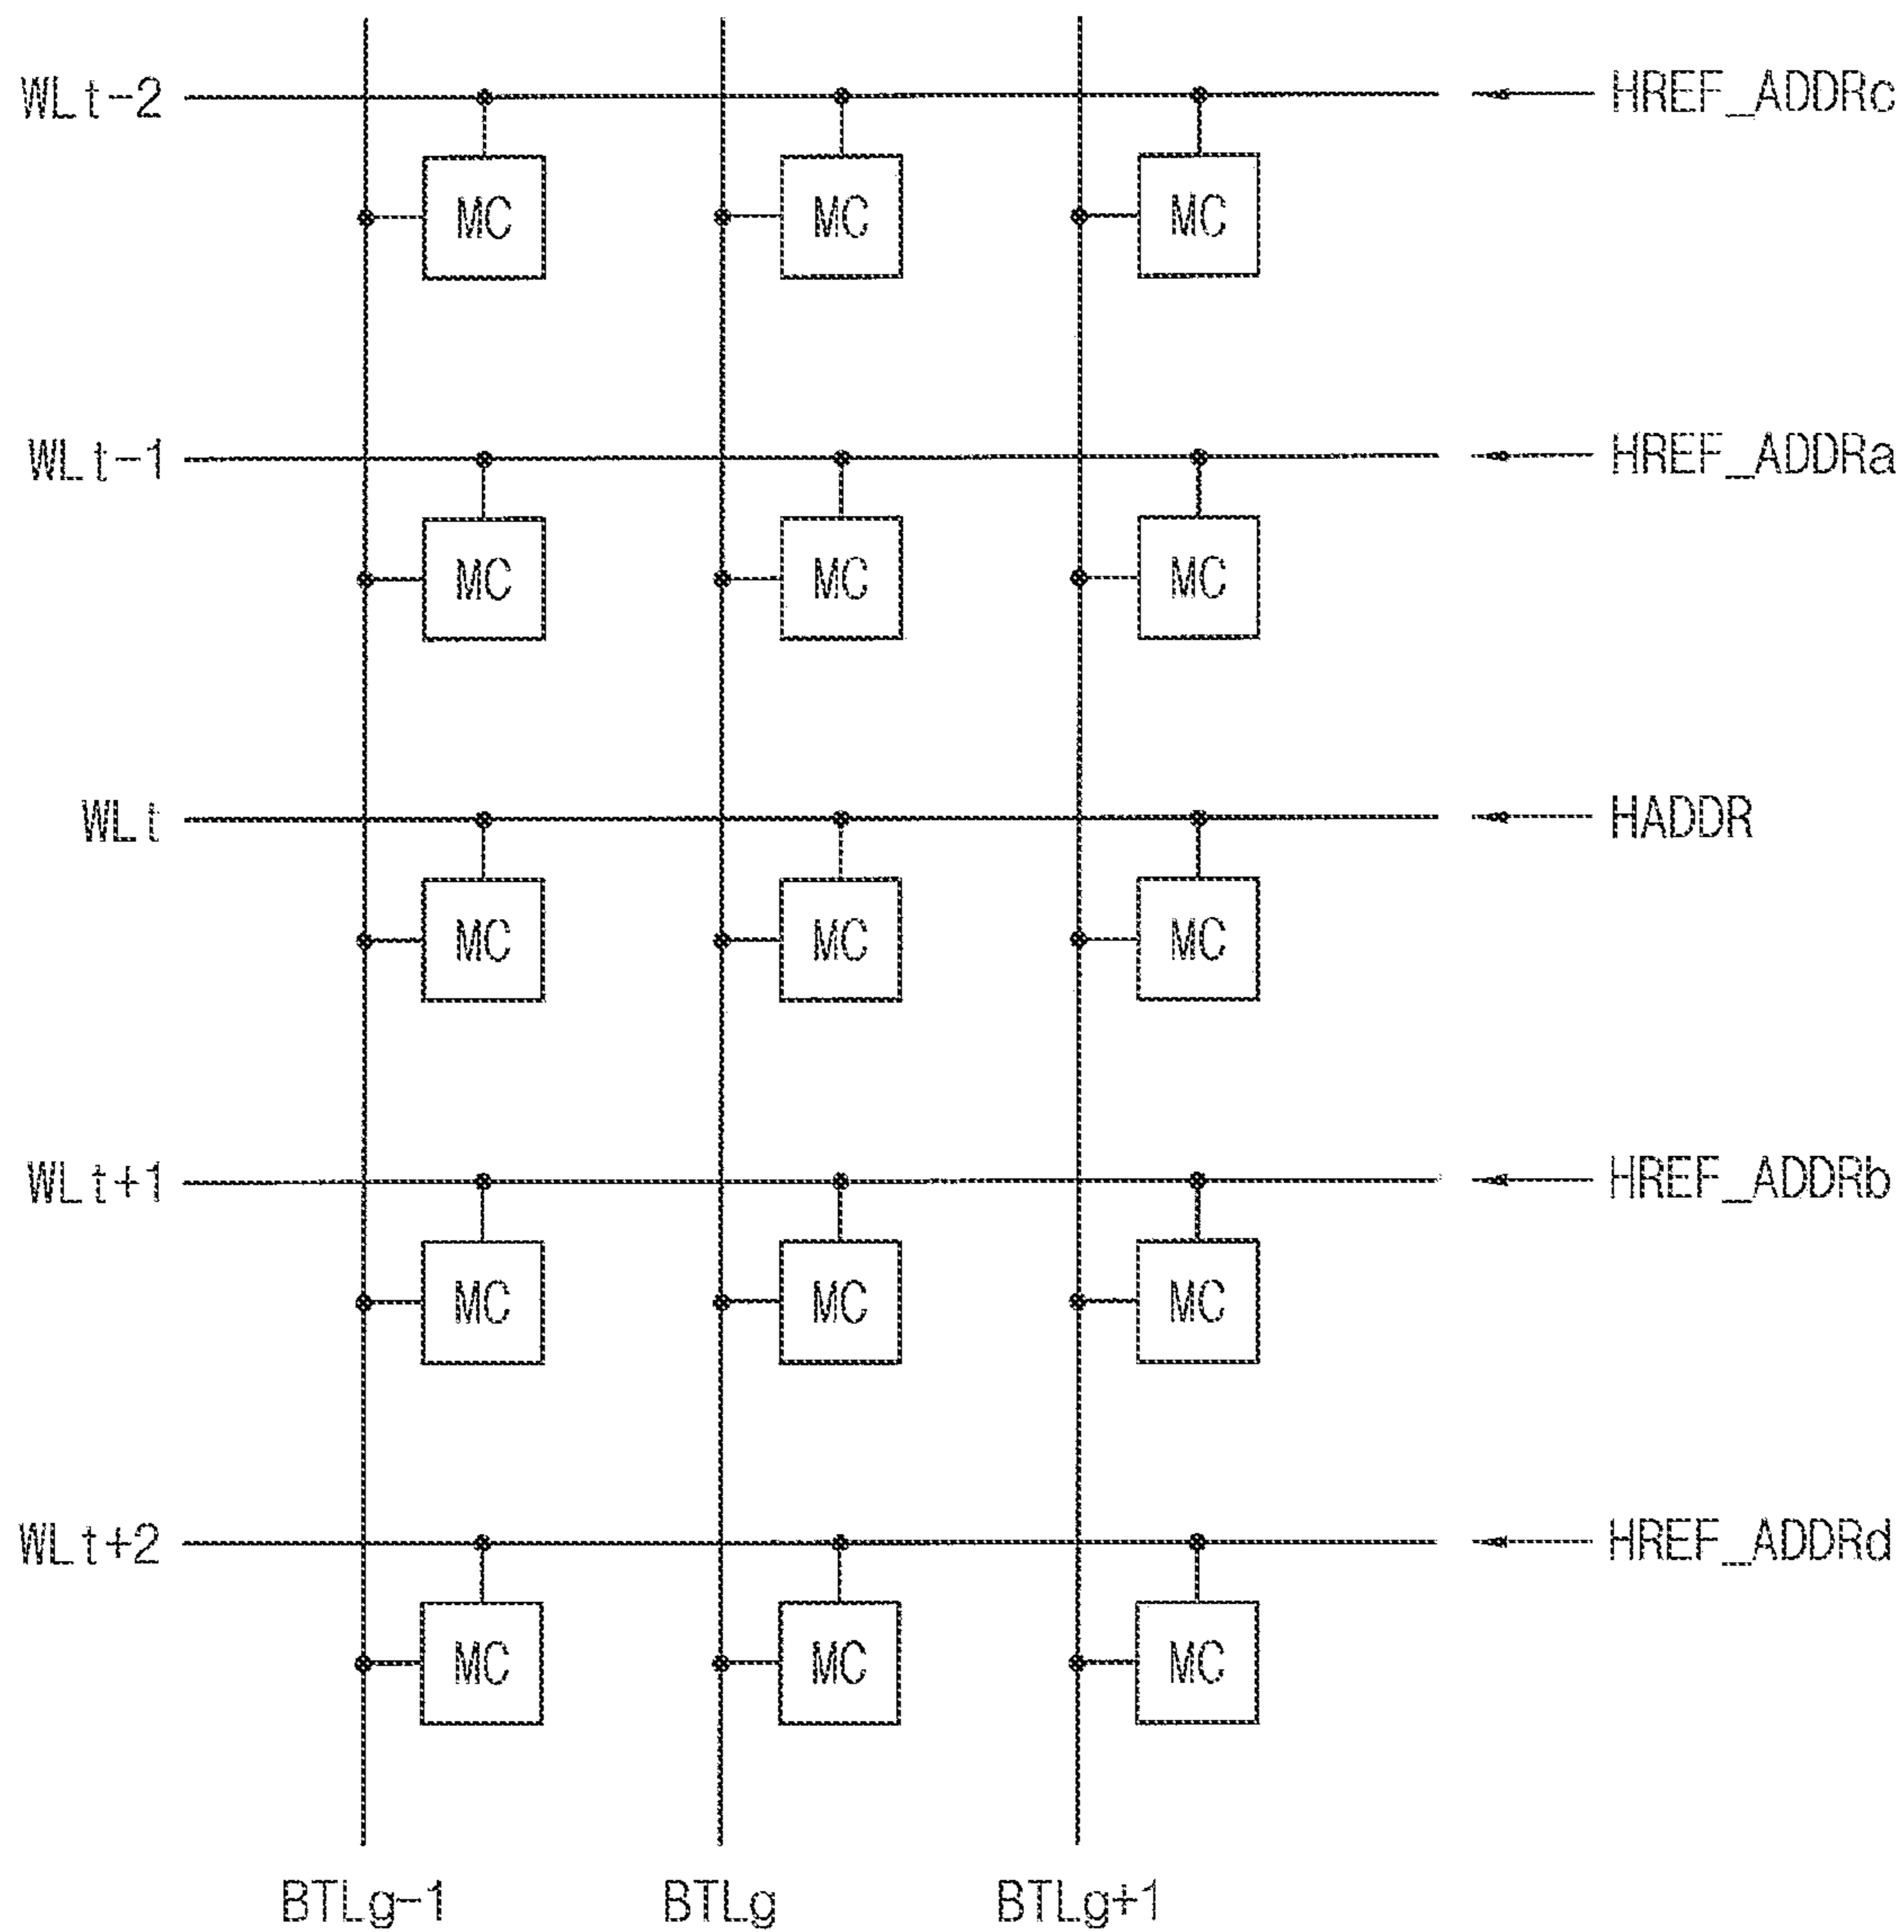 WLt-2 HREF_ADDRc
MC MC MC
WLt-1 HREF_ADDRa
MC MC MC
WLt HADDR
MC MC MC
WLt+1 HREF_ADDRb
MC MC MC
WLt+2 HREF_ADDRd
MC MC MC
BTLg-1 BTLg BTLg+1